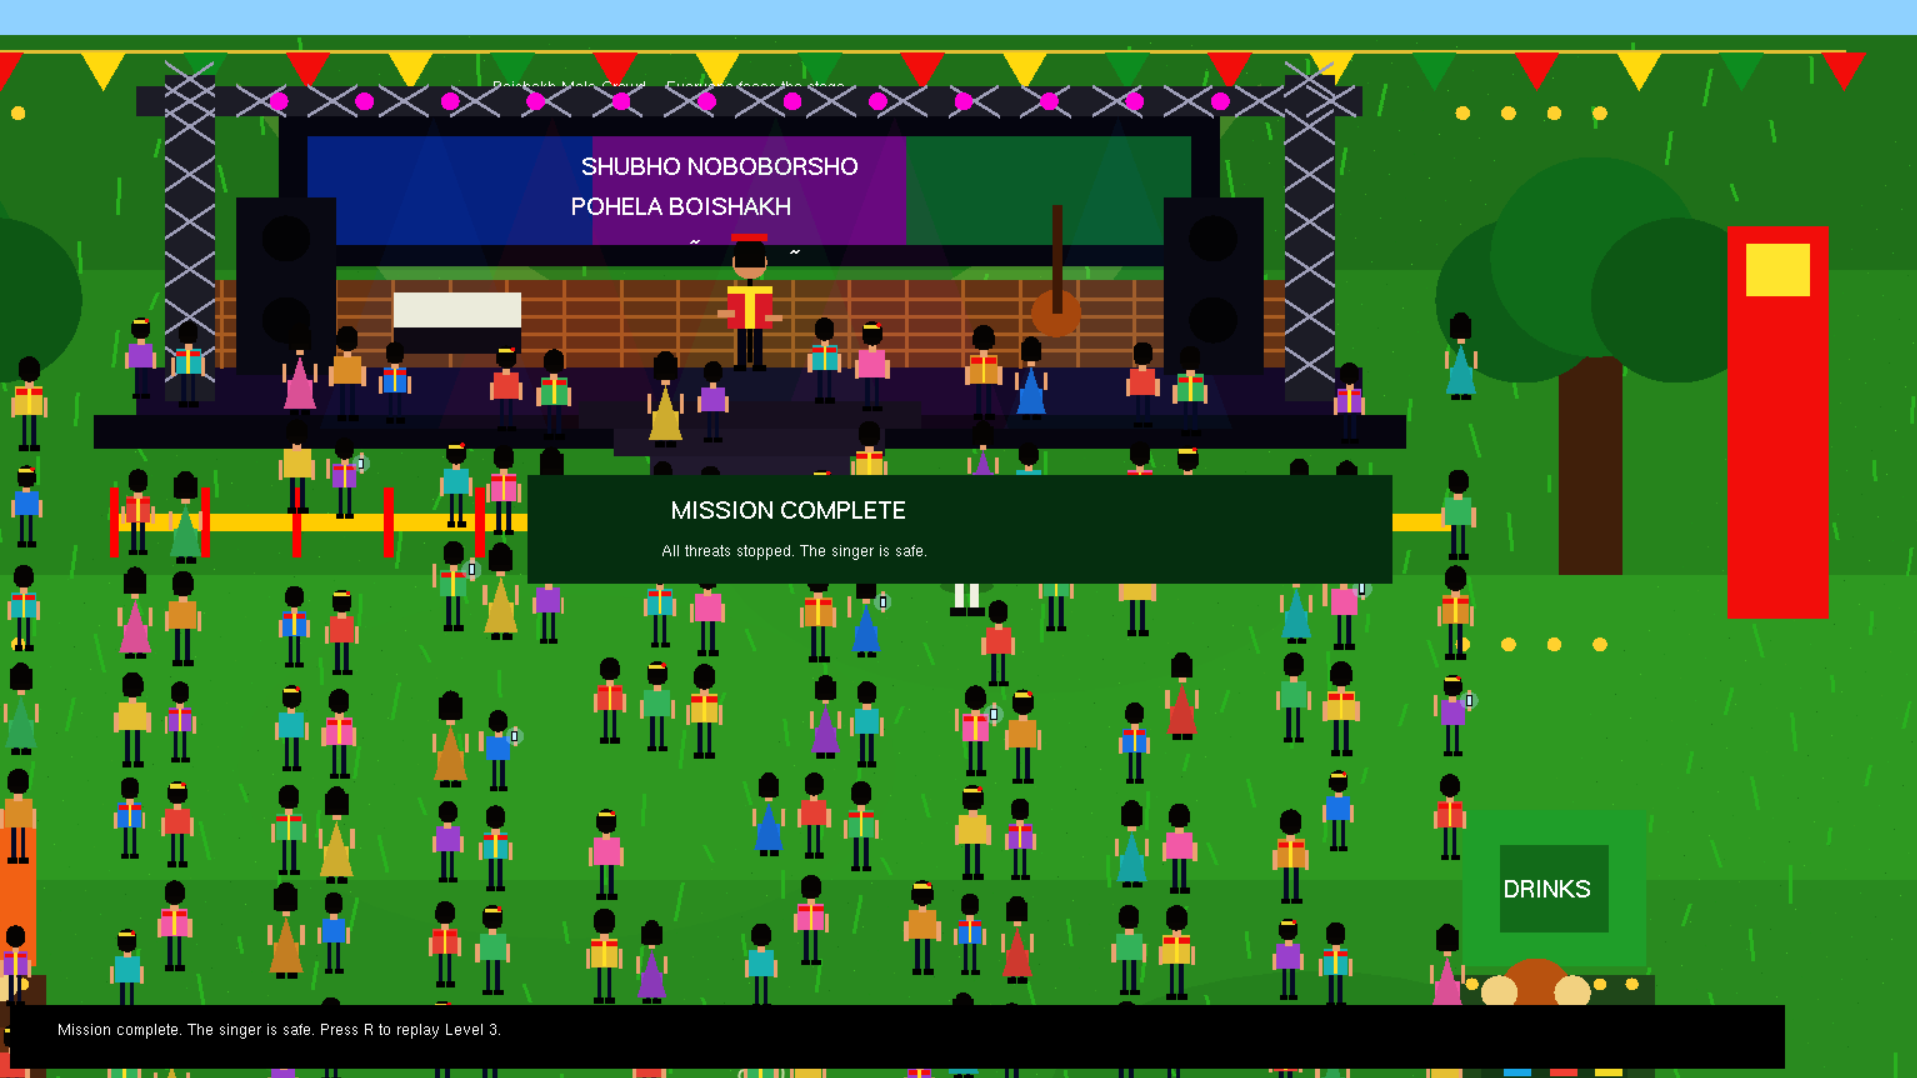 SHUBHO NOBOBORSHO
POHELA BOISHAKH
MISSION COMPLETE
All threats stopped. The singer is safe.
DRINKS
Mission complete. The singer is safe. Press R to replay Level 3.